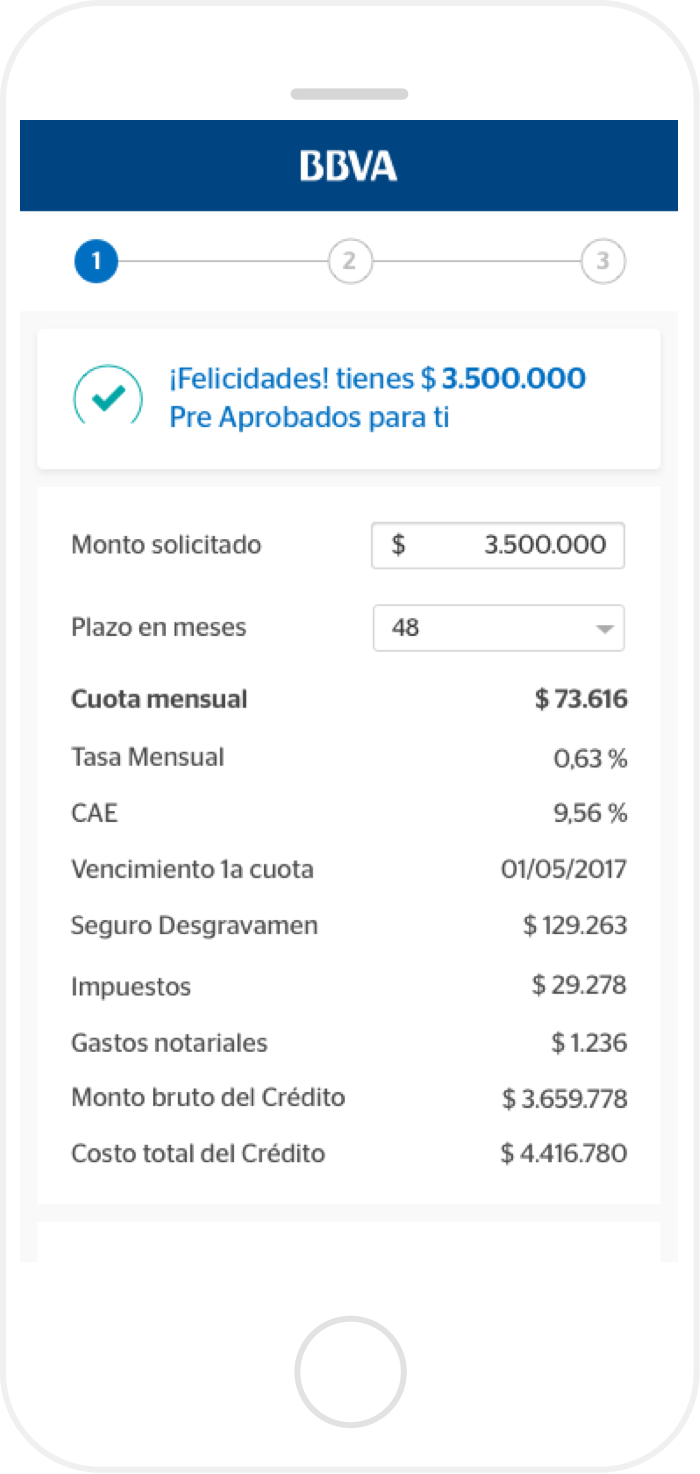 BBVA
1 2 3
¡Felicidades! tienes $ 3.500.000
Pre Aprobados para ti
Monto solicitado $ 3.500.000
Plazo en meses 48
Cuota mensual $ 73.616
Tasa Mensual 0,63 %
CAE 9,56 %
Vencimiento 1a cuota 01/05/2017
Seguro Desgravamen $ 129.263
Impuestos $ 29.278
Gastos notariales $ 1.236
Monto bruto del Crédito $ 3.659.778
Costo total del Crédito $ 4.416.780